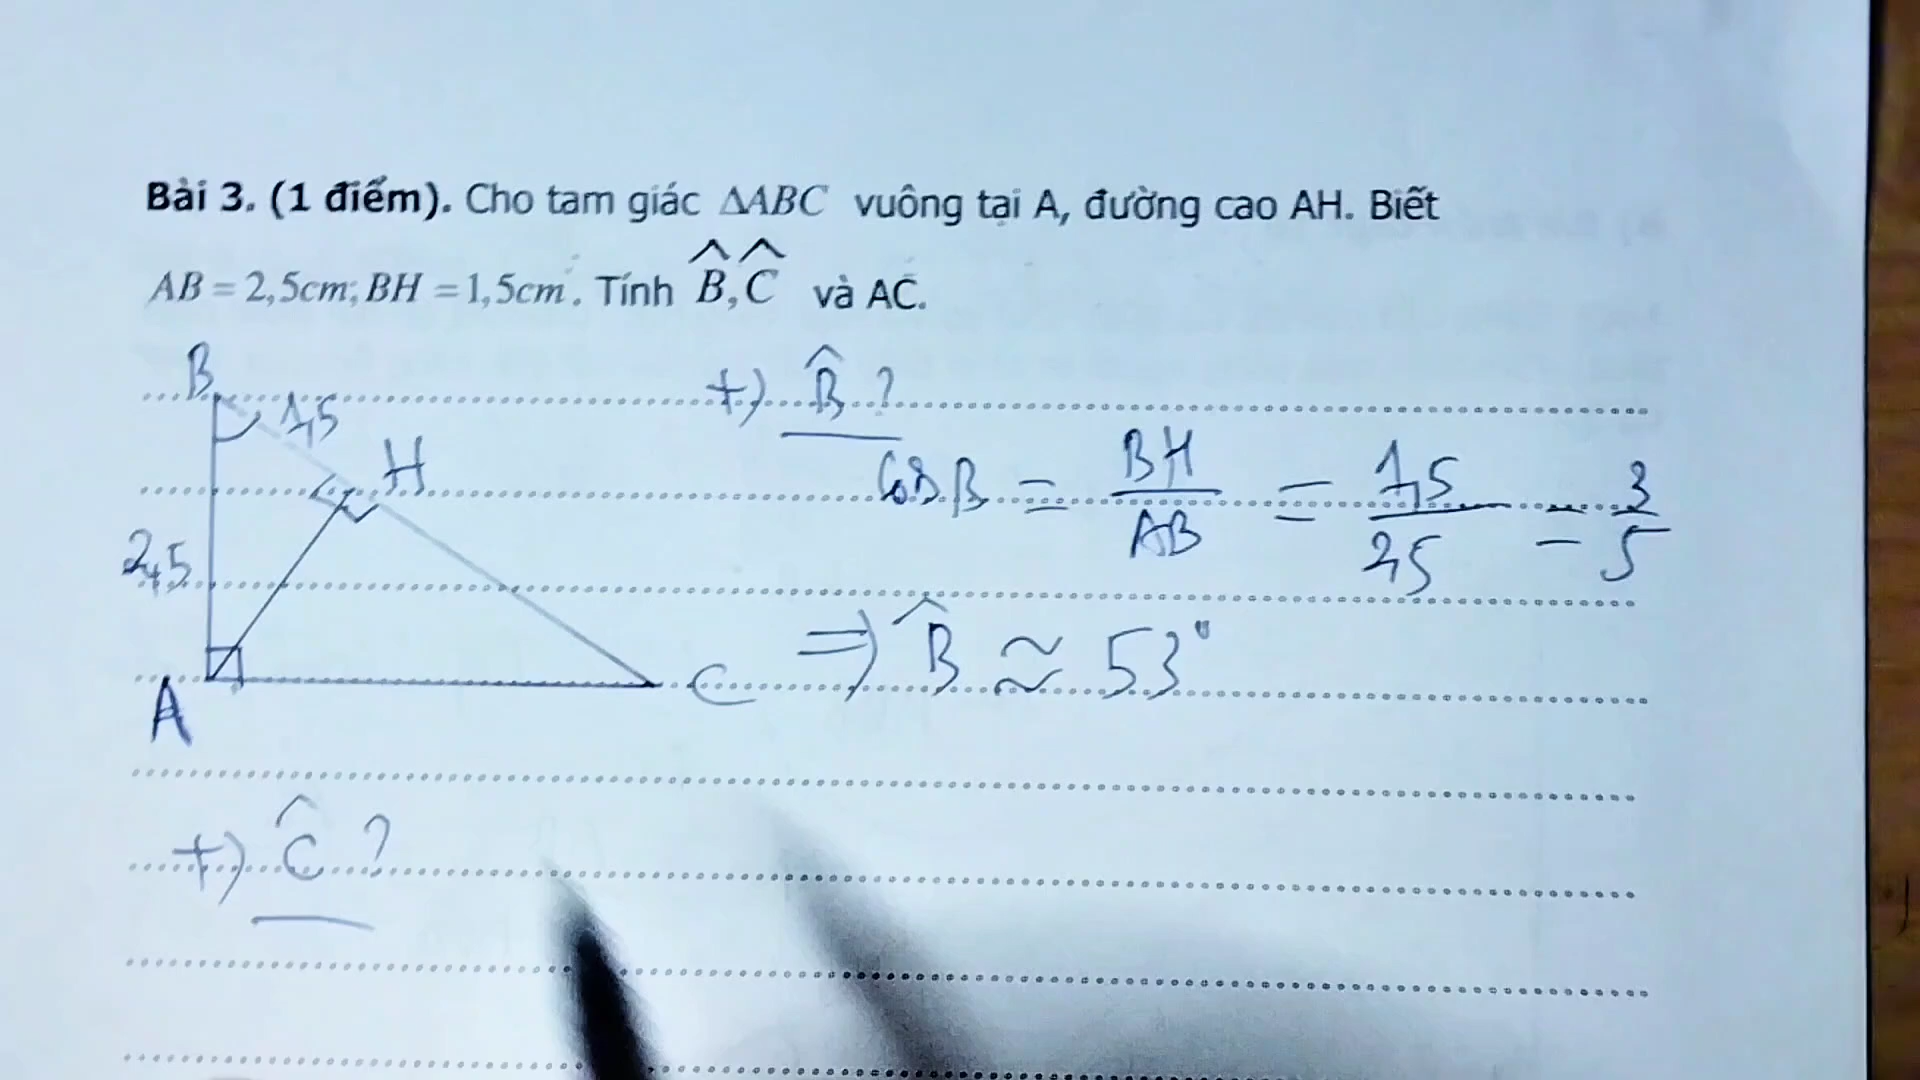 Bài 3. (1 điểm). Cho tam giác ΔABC vuông tại A, đường cao AH. Biết
AB = 2,5cm; BH = 1,5cm. Tính B̂, Ĉ và AC.
B
1,5
H
2,5
A
C
+) B̂ ?
Cos B = BH/AB = 1,5/2,5 = 3/5
=> B̂ ≈ 53°
+) Ĉ ?